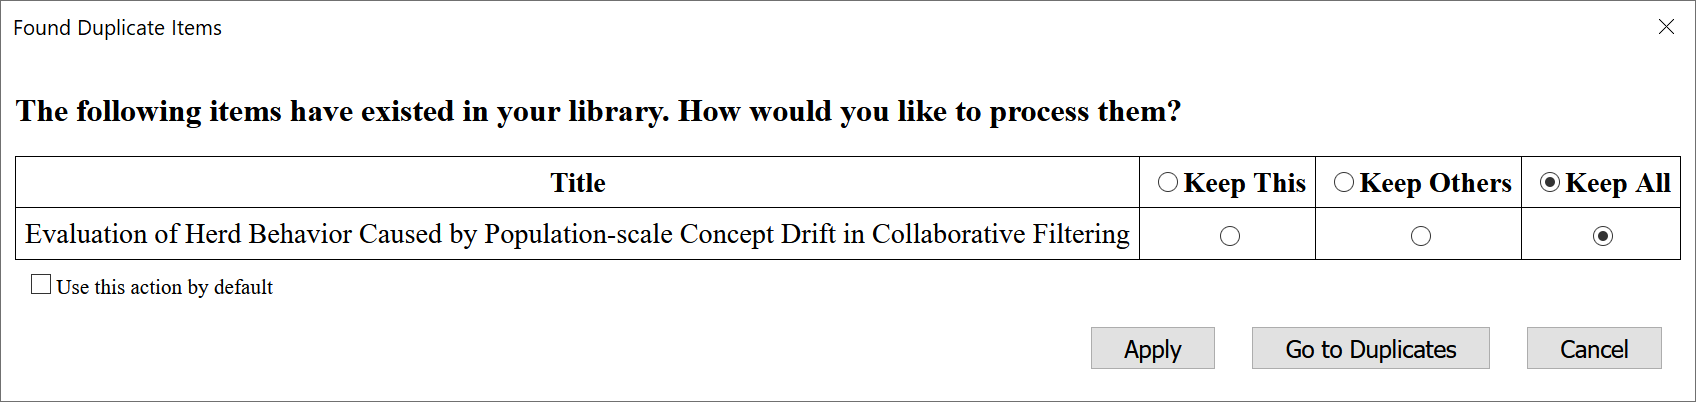 Found Duplicate Items
The following items have existed in your library. How would you like to process them?
Title Keep This Keep Others Keep All
Evaluation of Herd Behavior Caused by Population-scale Concept Drift in Collaborative Filtering
Use this action by default
Apply Go to Duplicates Cancel